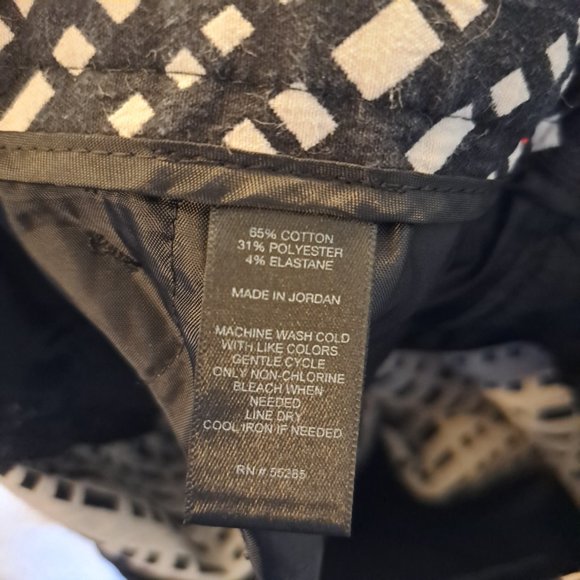 65% COTTON
31% POLYESTER
4% ELASTANE
MADE IN JORDAN
MACHINE WASH COLD
WITH LIKE COLORS
GENTLE CYCLE
ONLY NON-CHLORINE
BLEACH WHEN
NEEDED
LINE DRY
COOL IRON IF NEEDED
RN # 55285